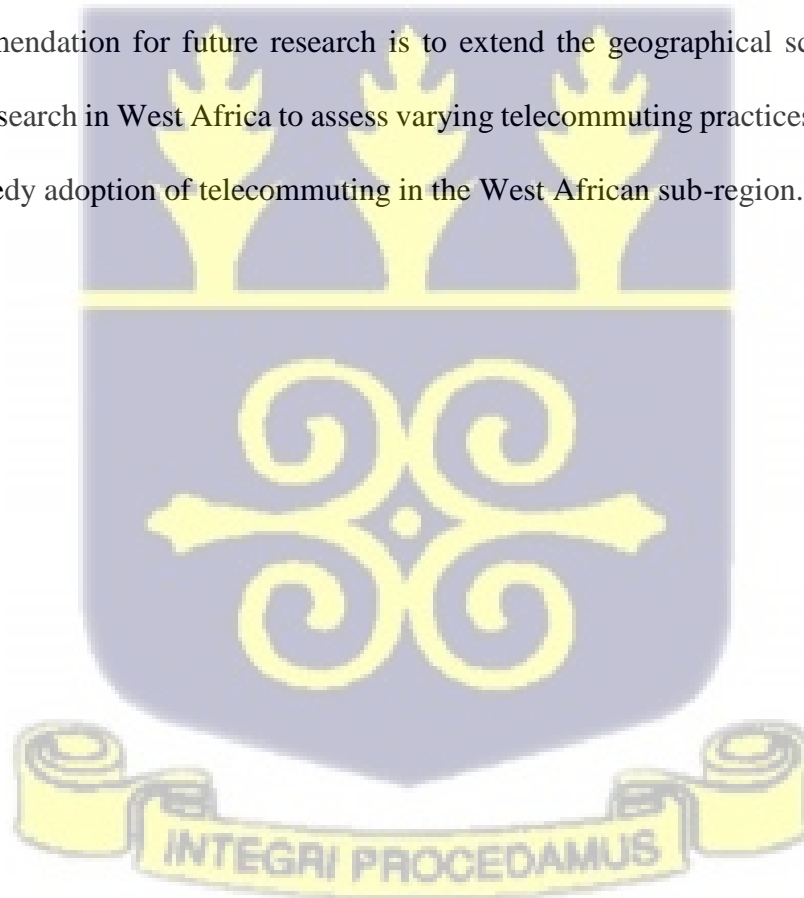 mendation for future research is to extend the geographical sc
search in West Africa to assess varying telecommuting practices
edy adoption of telecommuting in the West African sub-region.
INTEGRI PROCEDAMUS